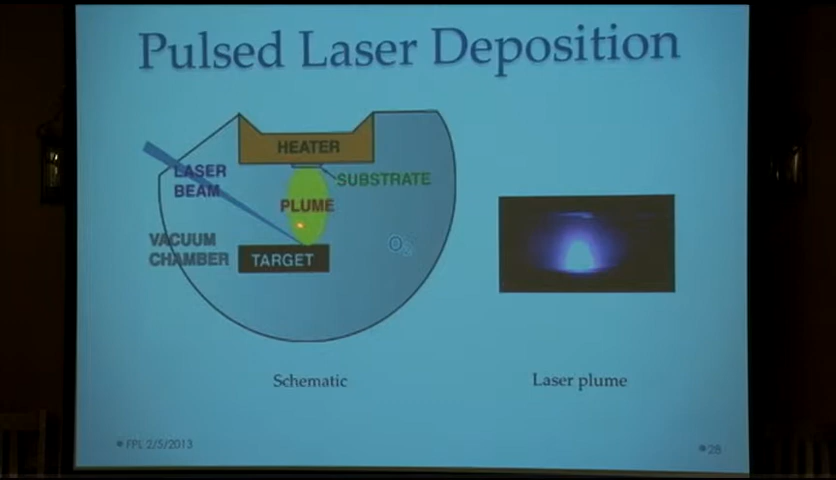 Pulsed Laser Deposition
HEATER
LASER
BEAM
SUBSTRATE
PLUME
VACUUM
CHAMBER
TARGET
O2
Schematic
Laser plume
FPL 2/5/2013
28